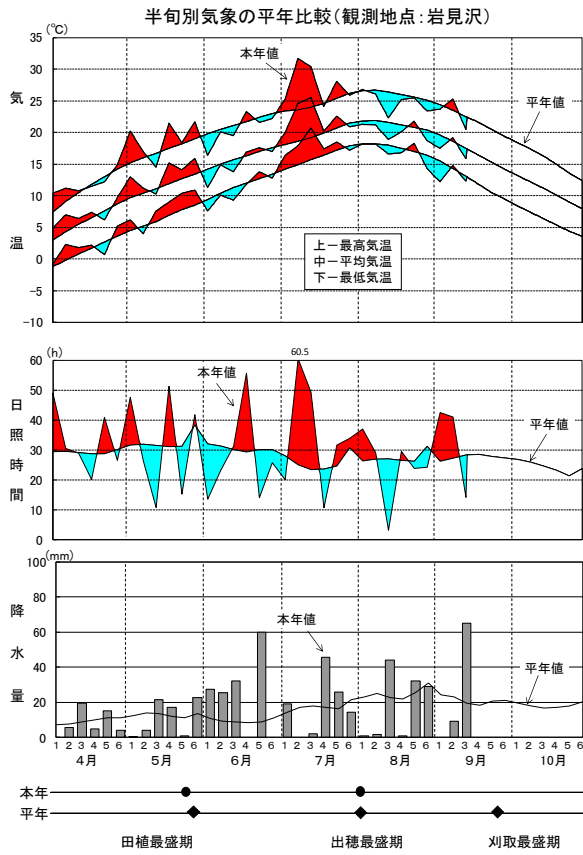 半旬別気象の平年比較(観測地点:岩見沢)
(℃)
35
30
25
20
15
10
5
0
-5
-10
気温
本年値
平年値
上-最高気温
中-平均気温
下-最低気温
(h)
60
50
40
30
20
10
0
日照時間
本年値
60.5
平年値
(mm)
100
80
60
40
20
0
降水量
本年値
平年値
1 2 3 4 5 6 1 2 3 4 5 6 1 2 3 4 5 6 1 2 3 4 5 6 1 2 3 4 5 6 1 2 3 4 5 6 1 2 3 4 5 6
4月 5月 6月 7月 8月 9月 10月
本年
平年
田植最盛期 出穂最盛期 刈取最盛期